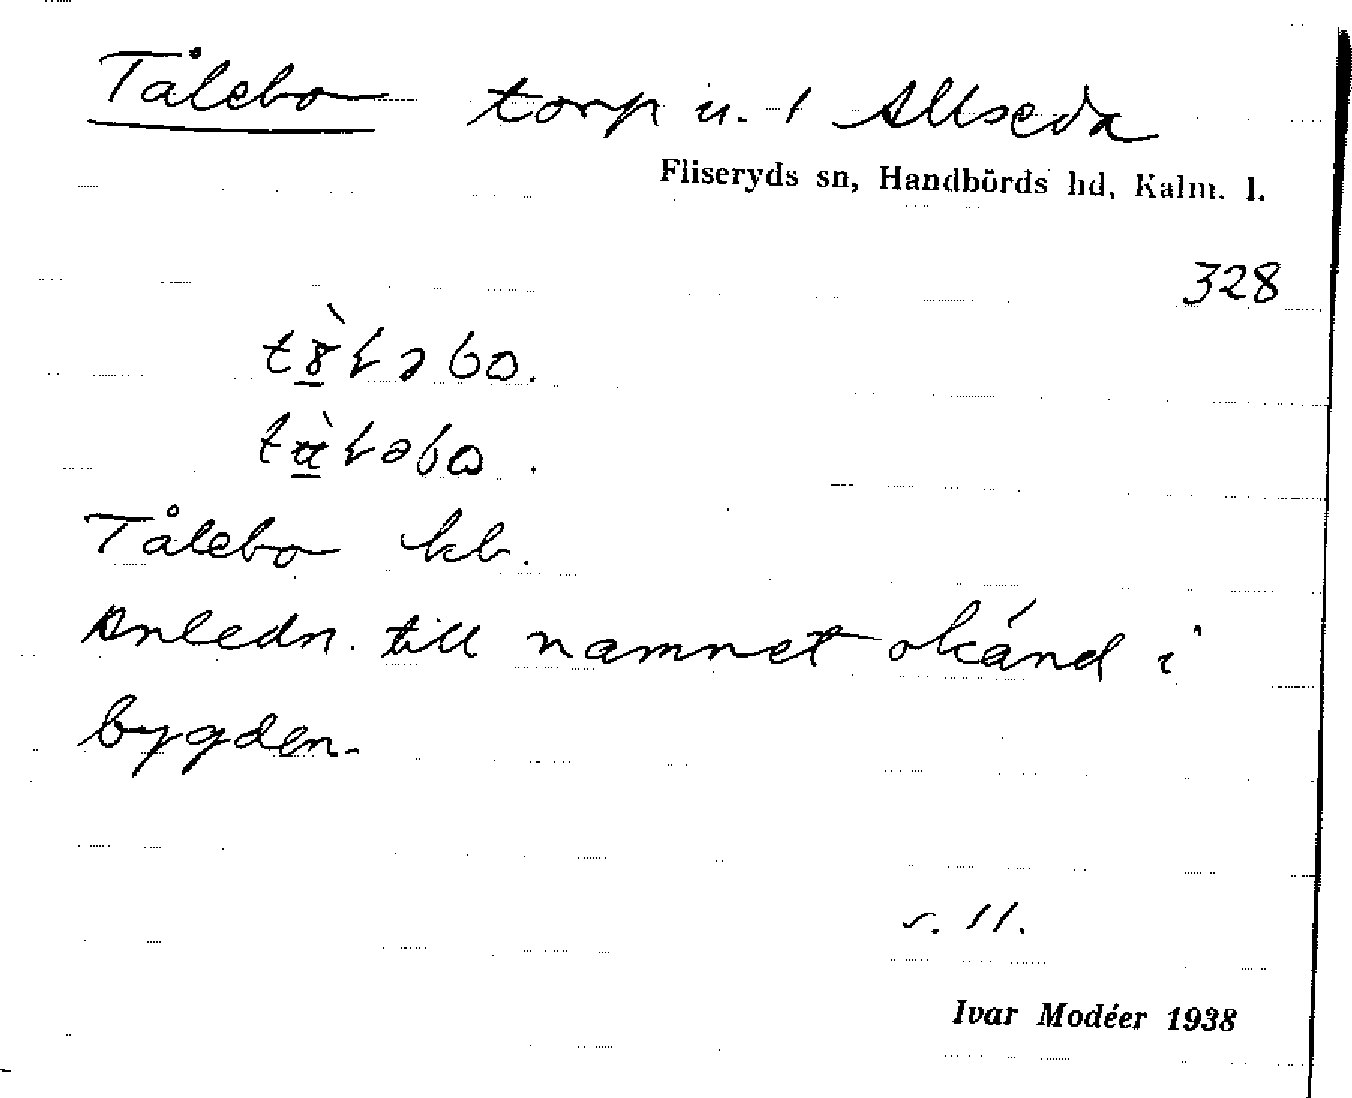 Tålebo torp u. 1 Allseda
Fliseryds sn, Handbörds hd, Kalm. l.
328
Tålebo kb.
Anledn. till namnet okänd i
bygden.
s. 11.
Ivar Modéer 1938